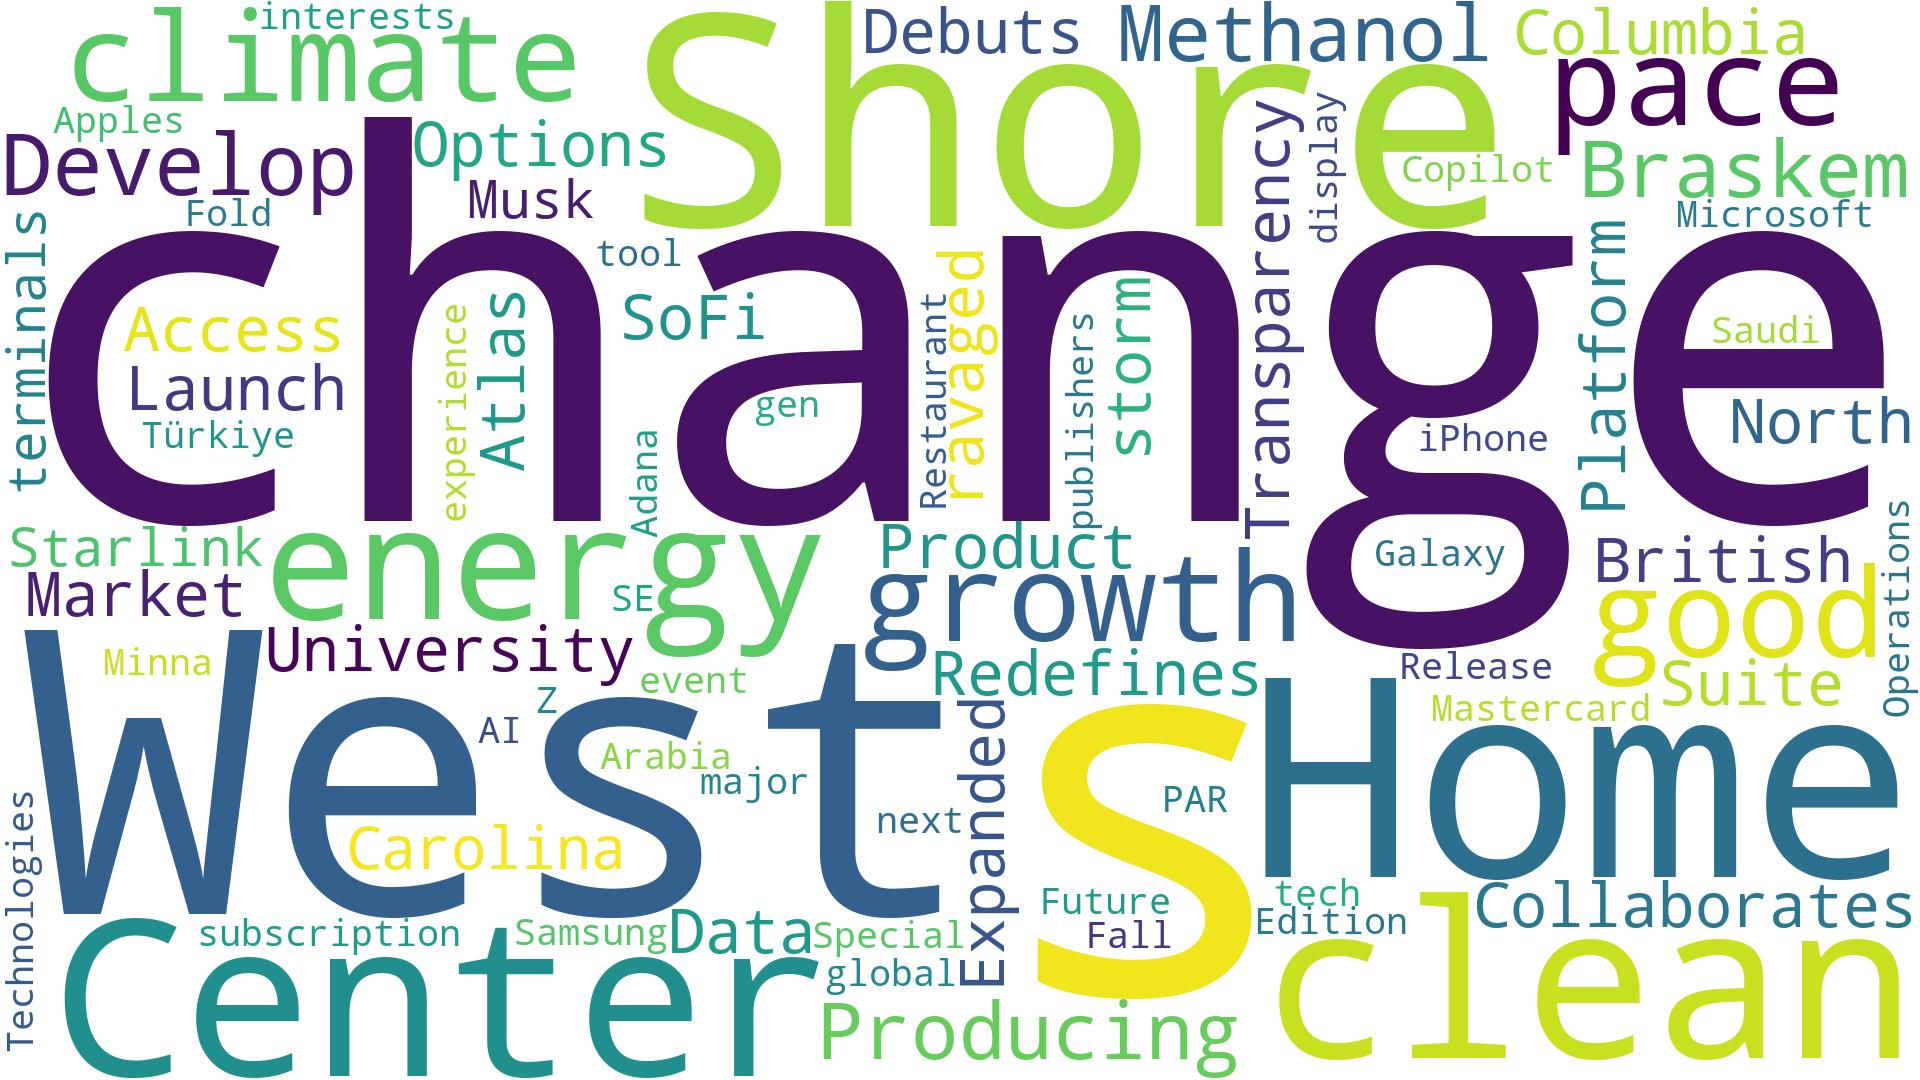 interests
climate
Shore
Debuts
Methanol
Columbia
pace
Apples
Develop
Options
Musk
Transparency
display
Copilot
Braskem
Fold
Microsoft
terminals
change
tool
Platform
Access
experience
Atlas
SoFi
Restaurant
ravaged
publishers
storm
Saudi
Launch
gen
iPhone
North
Türkiye
Adana
Starlink
energy
Product
Galaxy
British
Operations
Market
SE
growth
good
University
Minna
event
Redefines
Release
Suite
West
Z
AI
Expanded
s
Home
Mastercard
Arabia
major
next
PAR
Technologies
Carolina
Future
tech
Collaborates
Center
subscription
Samsung
Data
Special
Fall
Edition
clean
global
Producing